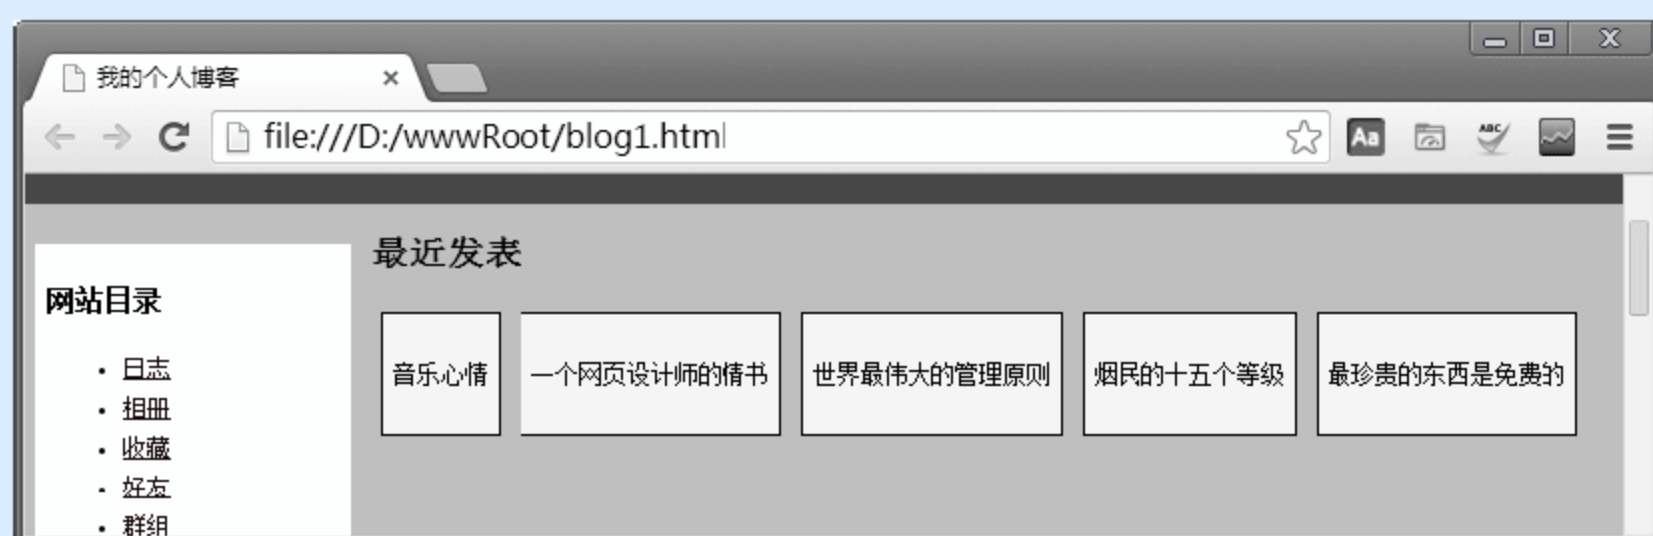 我的个人博客
file:///D:/wwwRoot/blog1.html
Aa
ABC
最近发表
网站目录
音乐心情
一个网页设计师的情书
世界最伟大的管理原则
烟民的十五个等级
最珍贵的东西是免费的
日志
相册
收藏
好友
群组